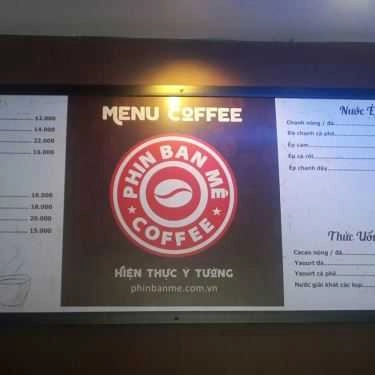 12.000
14.000
22.000
16.000
16.000
18.000
20.000
15.000
MENU COFFEE
PHIN BAN MÊ
COFFEE
HIỆN THỰC Ý TƯỞNG
phinbanme.com.vn
Nước É
Chanh nóng / đá
Đá chanh cà phê
Ép cam
Ép cà rốt
Ép chanh dây
Thức Uốn
Cacao nóng / đá
Yaourt đá
Yaourt cà phê
Nước giải khát các loại